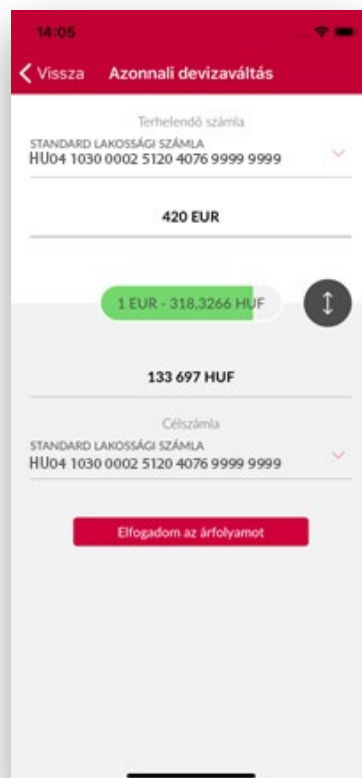 14:05
Vissza Azonnali devizaváltás
Terhelendő számla
STANDARD LAKOSSÁGI SZÁMLA
HU04 1030 0002 5120 4076 9999 9999
420 EUR
1 EUR - 318,3266 HUF
133 697 HUF
Célszámla
STANDARD LAKOSSÁGI SZÁMLA
HU04 1030 0002 5120 4076 9999 9999
Elfogadom az árfolyamot